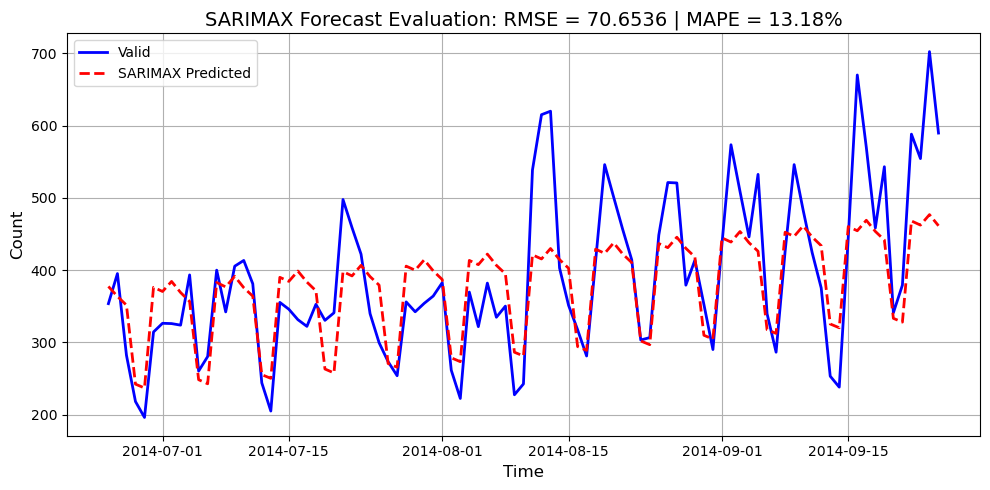 SARIMAX Forecast Evaluation: RMSE = 70.6536 | MAPE = 13.18%
Valid
SARIMAX Predicted
700
600
500
400
300
200
Count
2014-07-01
2014-07-15
2014-08-01
2014-08-15
2014-09-01
2014-09-15
Time